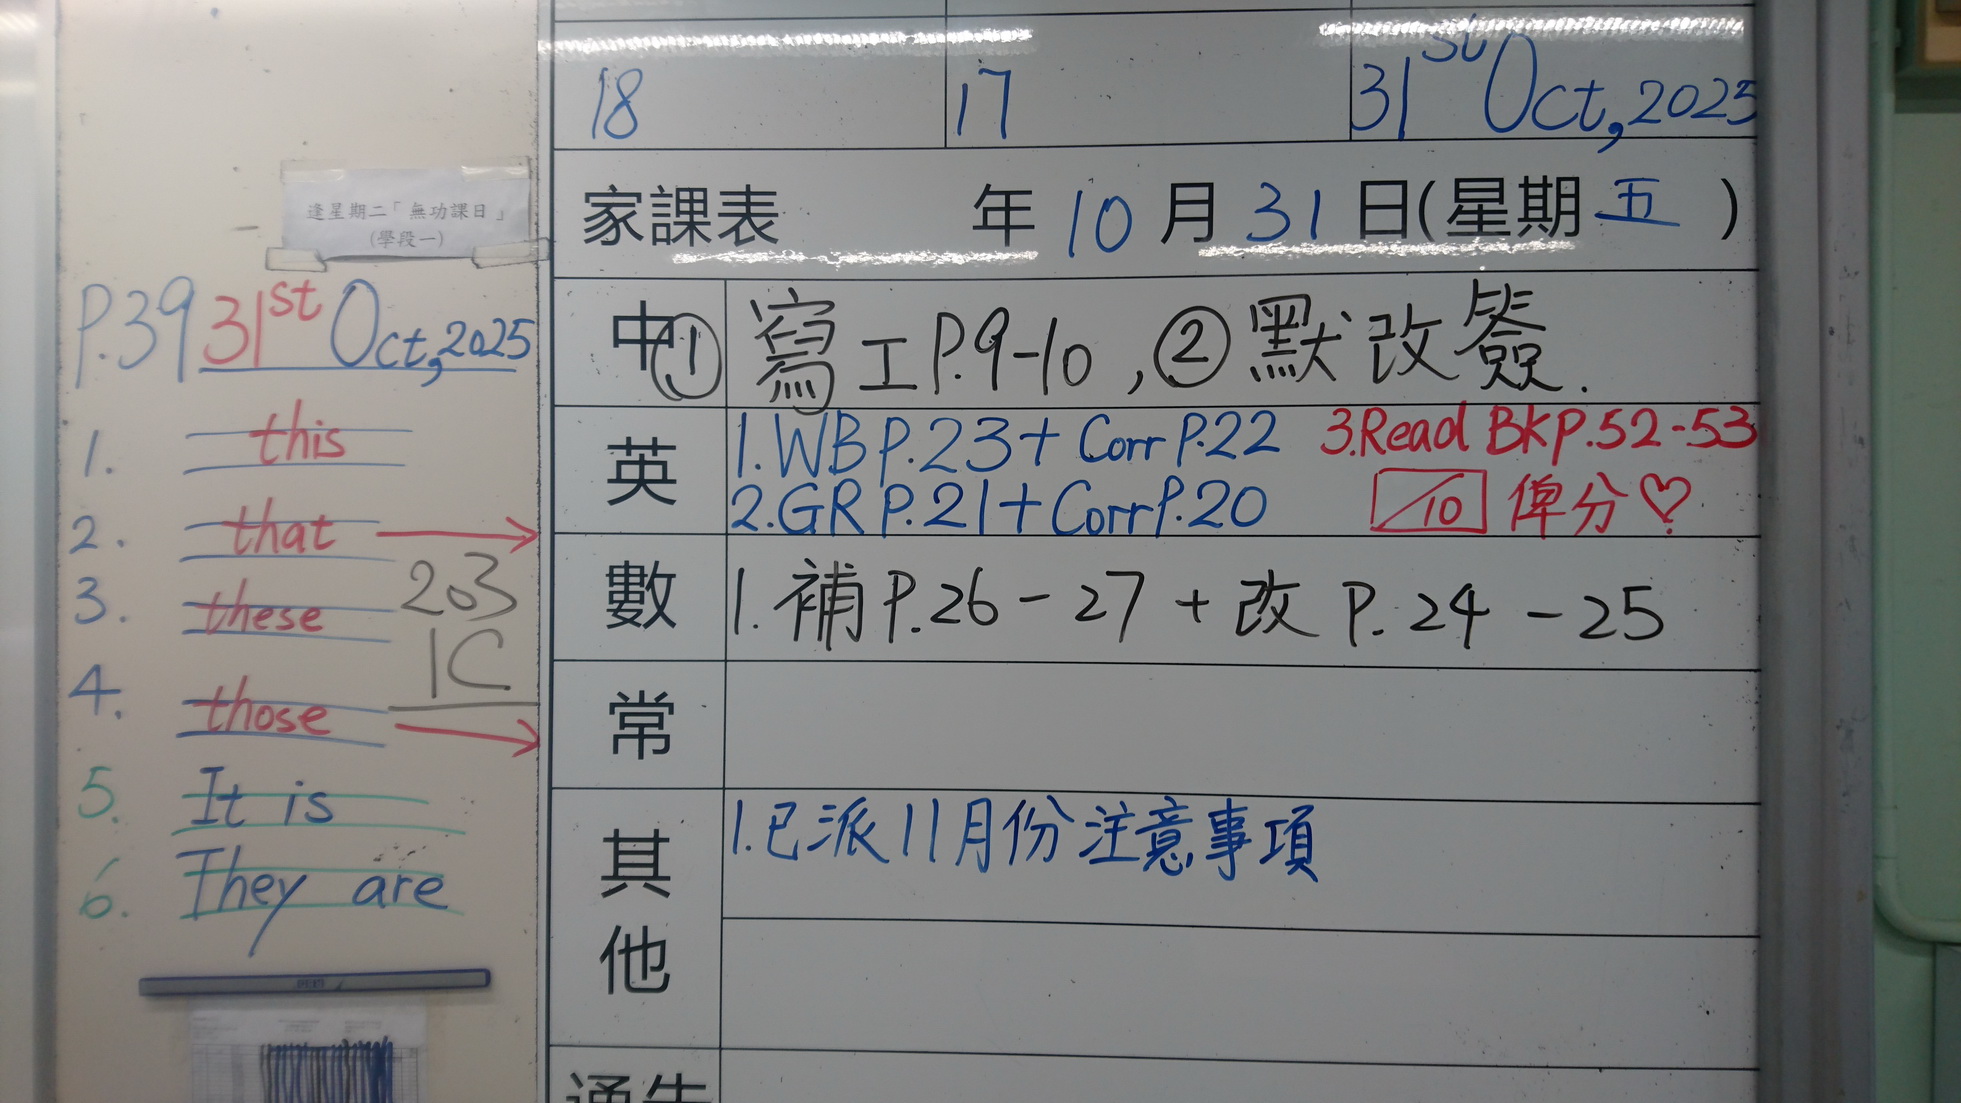 逢星期二「無功課日」
(學段一)
P.39 31st Oct, 2025
1. this
2. that
3. these
203
1C
4. those
5. It is
6. They are
18 17 31st Oct, 2025
家課表 年 10 月 31 日(星期 五 )
中 ① 寫工P.9-10, ② 默改簽.
英 1. WB P.23 + Corr P.22 3. Read BK P.52-53
2. GR P.21 + Corr P.20 /10 俾分♡
數 1. 補 P.26-27 + 改 P.24-25
常
其他 1. 已派11月份注意事項
通告